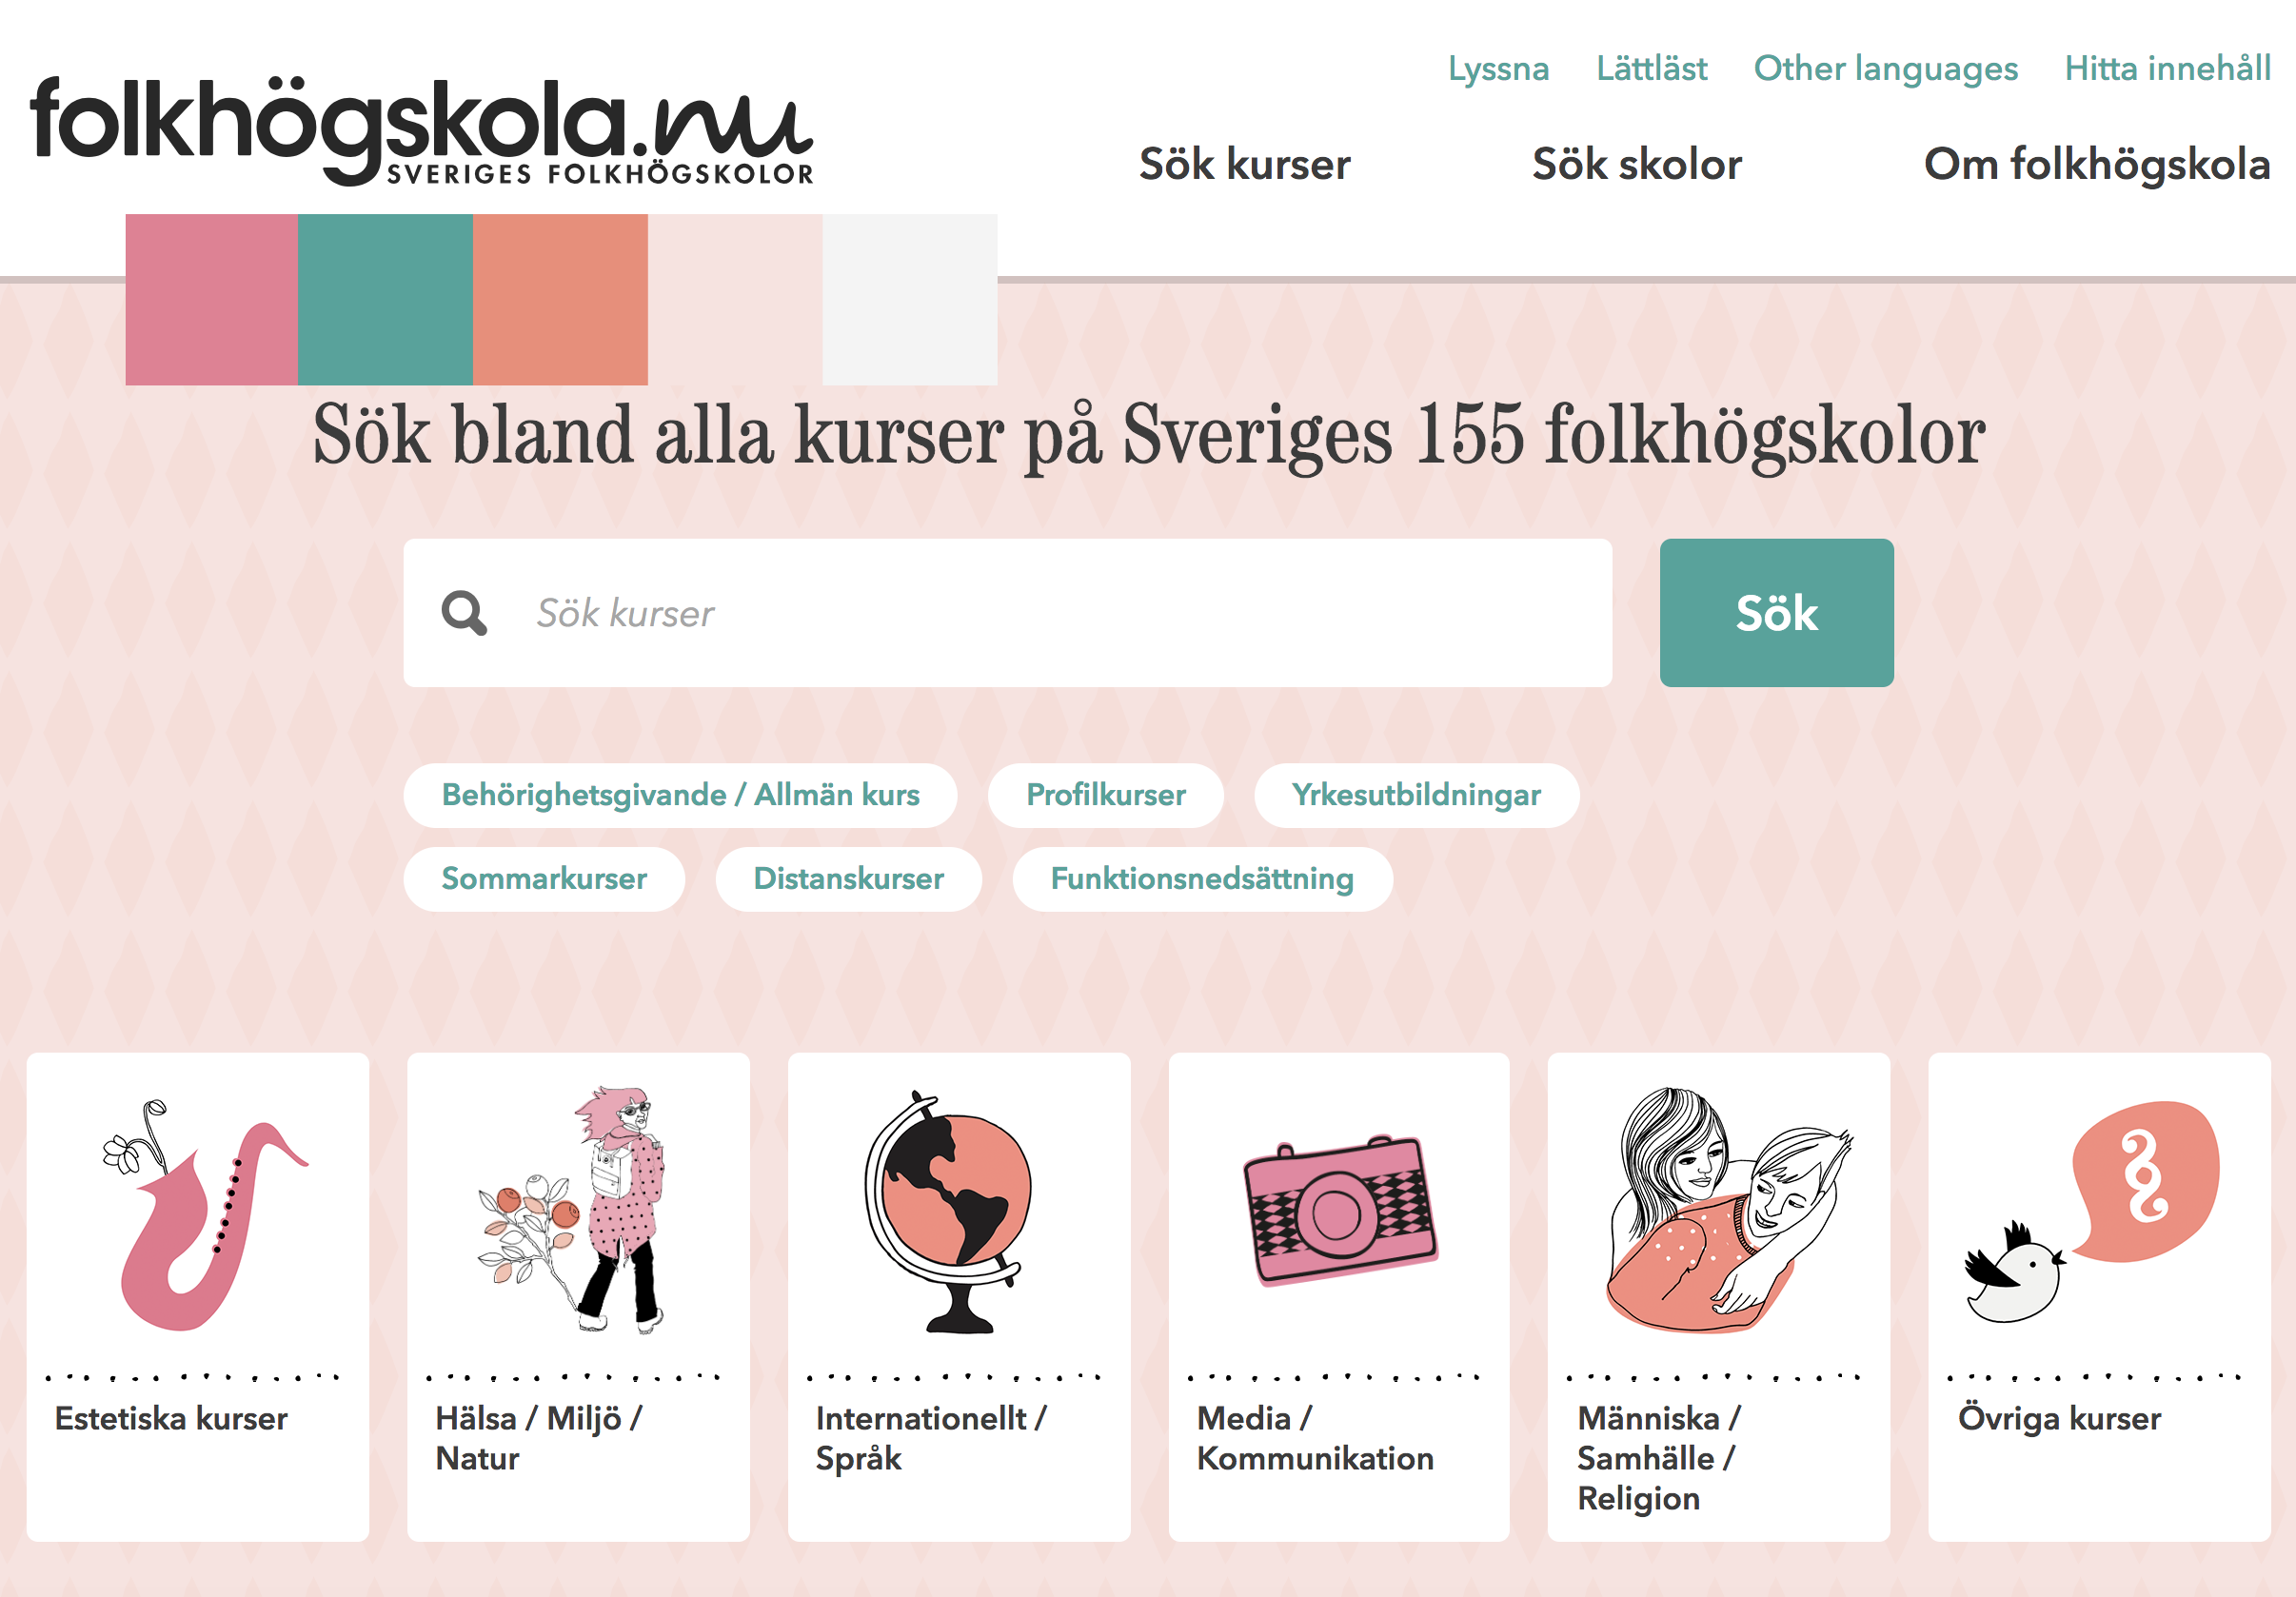 folkhögskola.nu
SVERIGES FOLKHÖGSKOLOR
Lyssna Lättläst Other languages Hitta innehåll
Sök kurser Sök skolor Om folkhögskola
Sök bland alla kurser på Sveriges 155 folkhögskolor
Sök kurser
Sök
Behörighetsgivande / Allmän kurs Profilkurser Yrkesutbildningar
Sommarkurser Distanskurser Funktionsnedsättning
§
Estetiska kurser
Hälsa / Miljö /
Natur
Internationellt /
Språk
Media /
Kommunikation
Människa /
Samhälle /
Religion
Övriga kurser